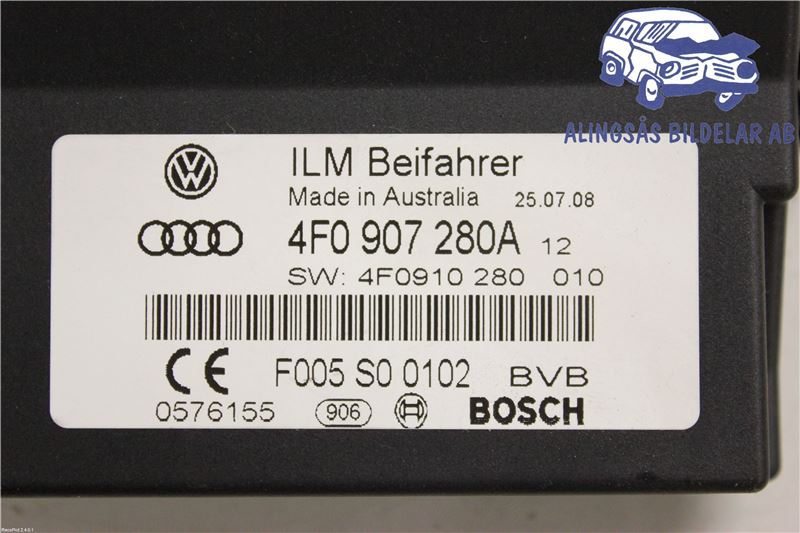 ALINGSÅS BILDELAR AB
ILM Beifahrer
Made in Australia 25.07.08
4F0 907 280A 12
SW: 4F0910 280 010
CE F005 S0 0102 BVB
0576155 906 BOSCH